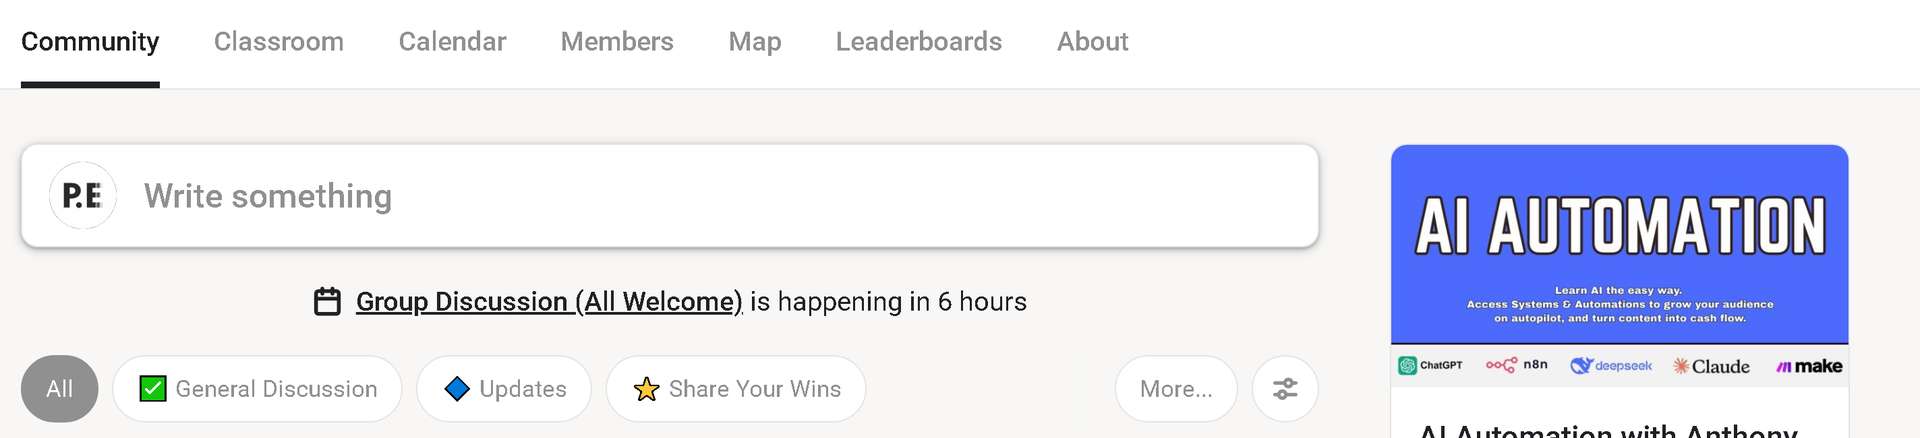 Community Classroom Calendar Members Map Leaderboards About
P.E Write something
Group Discussion (All Welcome) is happening in 6 hours
All General Discussion Updates Share Your Wins More...
AI AUTOMATION
Learn AI the easy way.
Access Systems & Automations to grow your audience
on autopilot, and turn content into cash flow.
ChatGPT n8n deepseek Claude make
AI Automation with Anthony